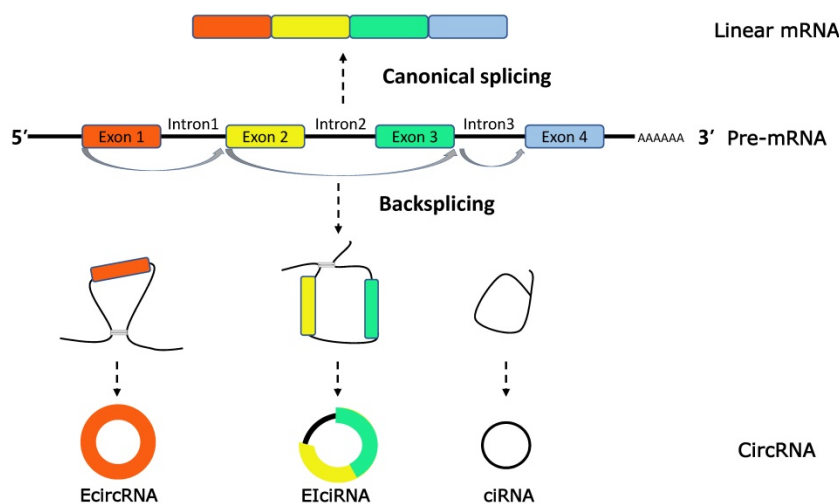 Linear mRNA
Canonical splicing
5′ Exon 1 Intron1 Exon 2 Intron2 Exon 3 Intron3 Exon 4 AAAAAA 3′ Pre-mRNA
Backsplicing
CircRNA
EcircRNA EIciRNA ciRNA